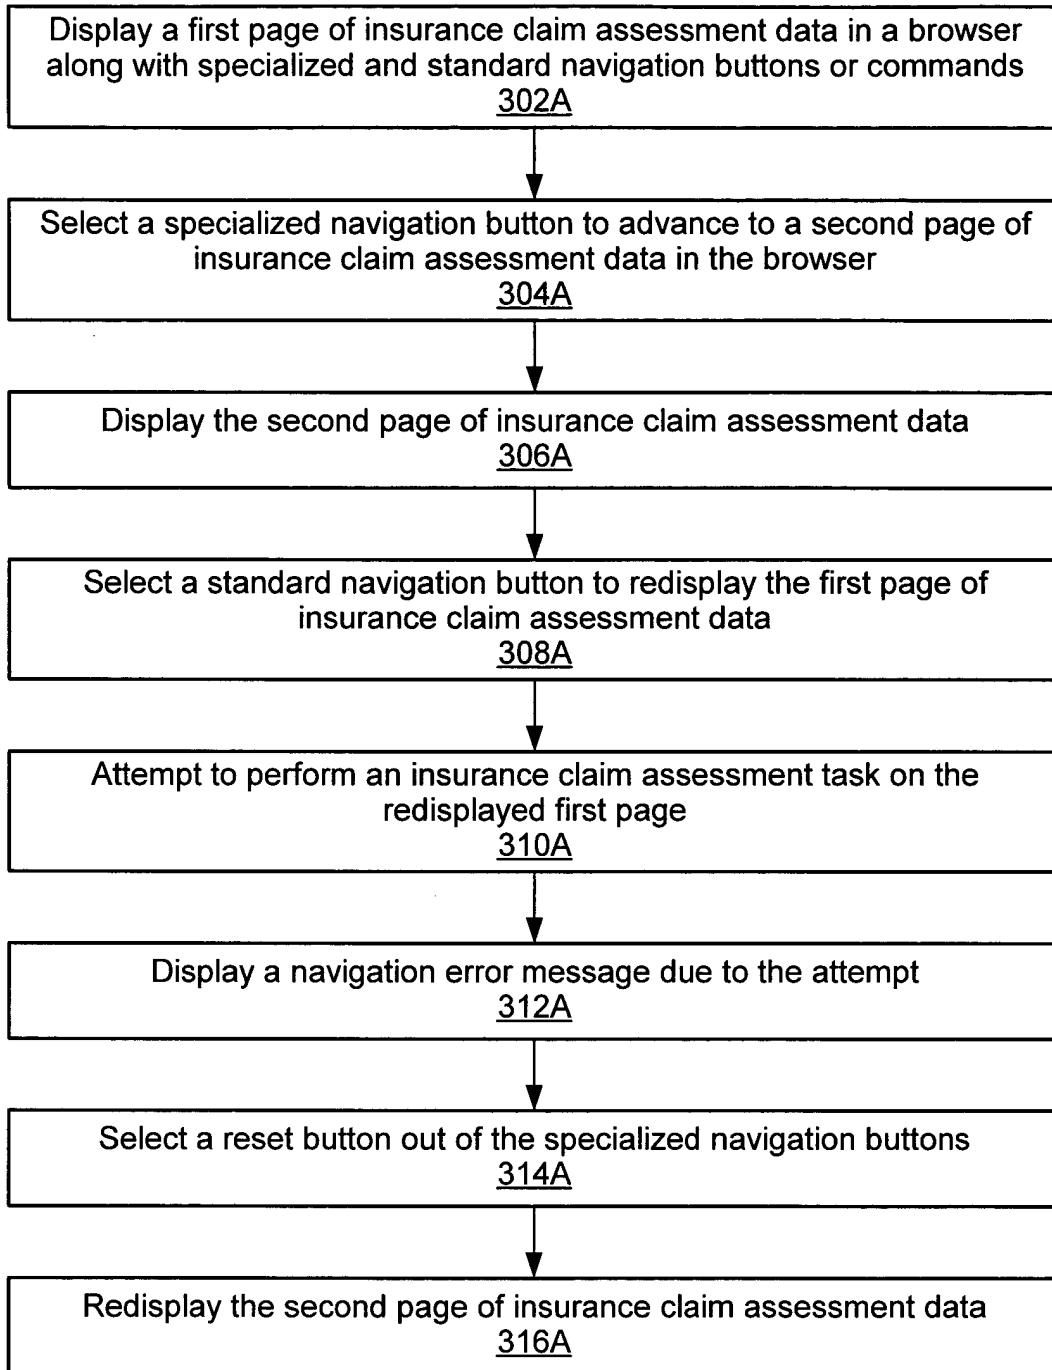 Display a first page of insurance claim assessment data in a browser
along with specialized and standard navigation buttons or commands
302A
Select a specialized navigation button to advance to a second page of
insurance claim assessment data in the browser
304A
Display the second page of insurance claim assessment data
306A
Select a standard navigation button to redisplay the first page of
insurance claim assessment data
308A
Attempt to perform an insurance claim assessment task on the
redisplayed first page
310A
Display a navigation error message due to the attempt
312A
Select a reset button out of the specialized navigation buttons
314A
Redisplay the second page of insurance claim assessment data
316A